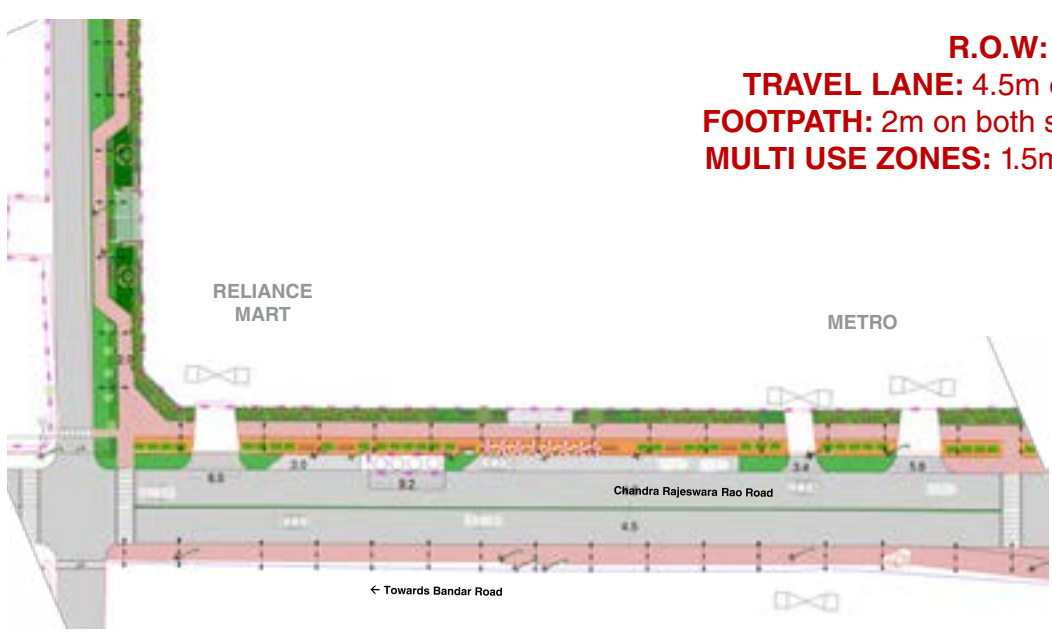 R.O.W:
TRAVEL LANE: 4.5m
FOOTPATH: 2m on both
MULTI USE ZONES: 1.5m
RELIANCE
MART
METRO
3.0
3.4
5.8
6.5
9.2
Chandra Rajeswara Rao Road
4.5
← Towards Bandar Road